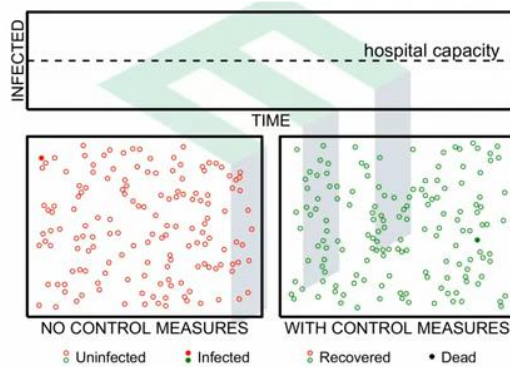 INFECTED
hospital capacity
TIME
NO CONTROL MEASURES
WITH CONTROL MEASURES
Uninfected Infected Recovered Dead